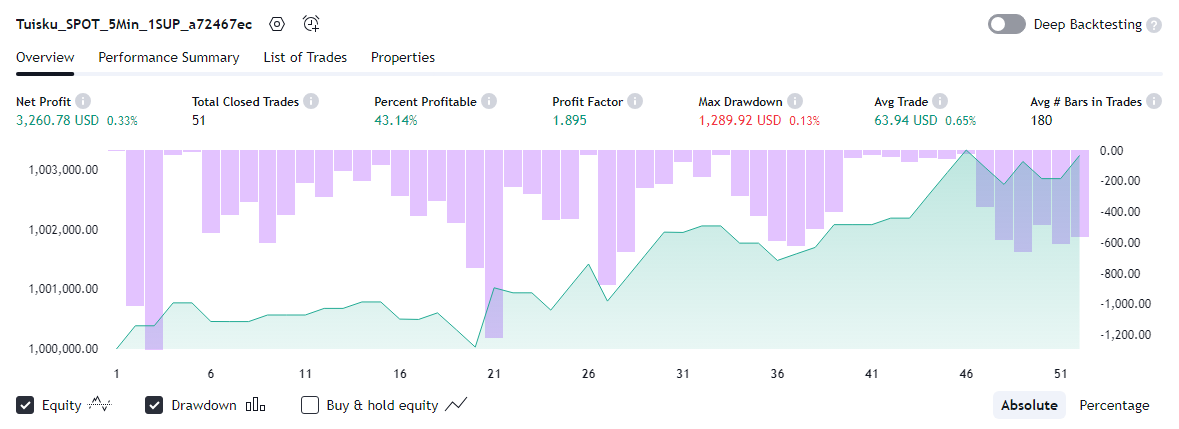 Tuisku_SPOT_5Min_1SUP_a72467ec Deep Backtesting ?
Overview Performance Summary List of Trades Properties
Net Profit i Total Closed Trades i Percent Profitable i Profit Factor i Max Drawdown i Avg Trade i Avg # Bars in Trades i
3,260.78 USD 0.33% 51 43.14% 1.895 1,289.92 USD 0.13% 63.94 USD 0.65% 180
0.00
1,003,000.00
-200.00
-400.00
1,002,000.00
-600.00
-800.00
1,001,000.00
-1,000.00
-1,200.00
1,000,000.00
1 6 11 16 21 26 31 36 41 46 51
Equity Drawdown Buy & hold equity Absolute Percentage